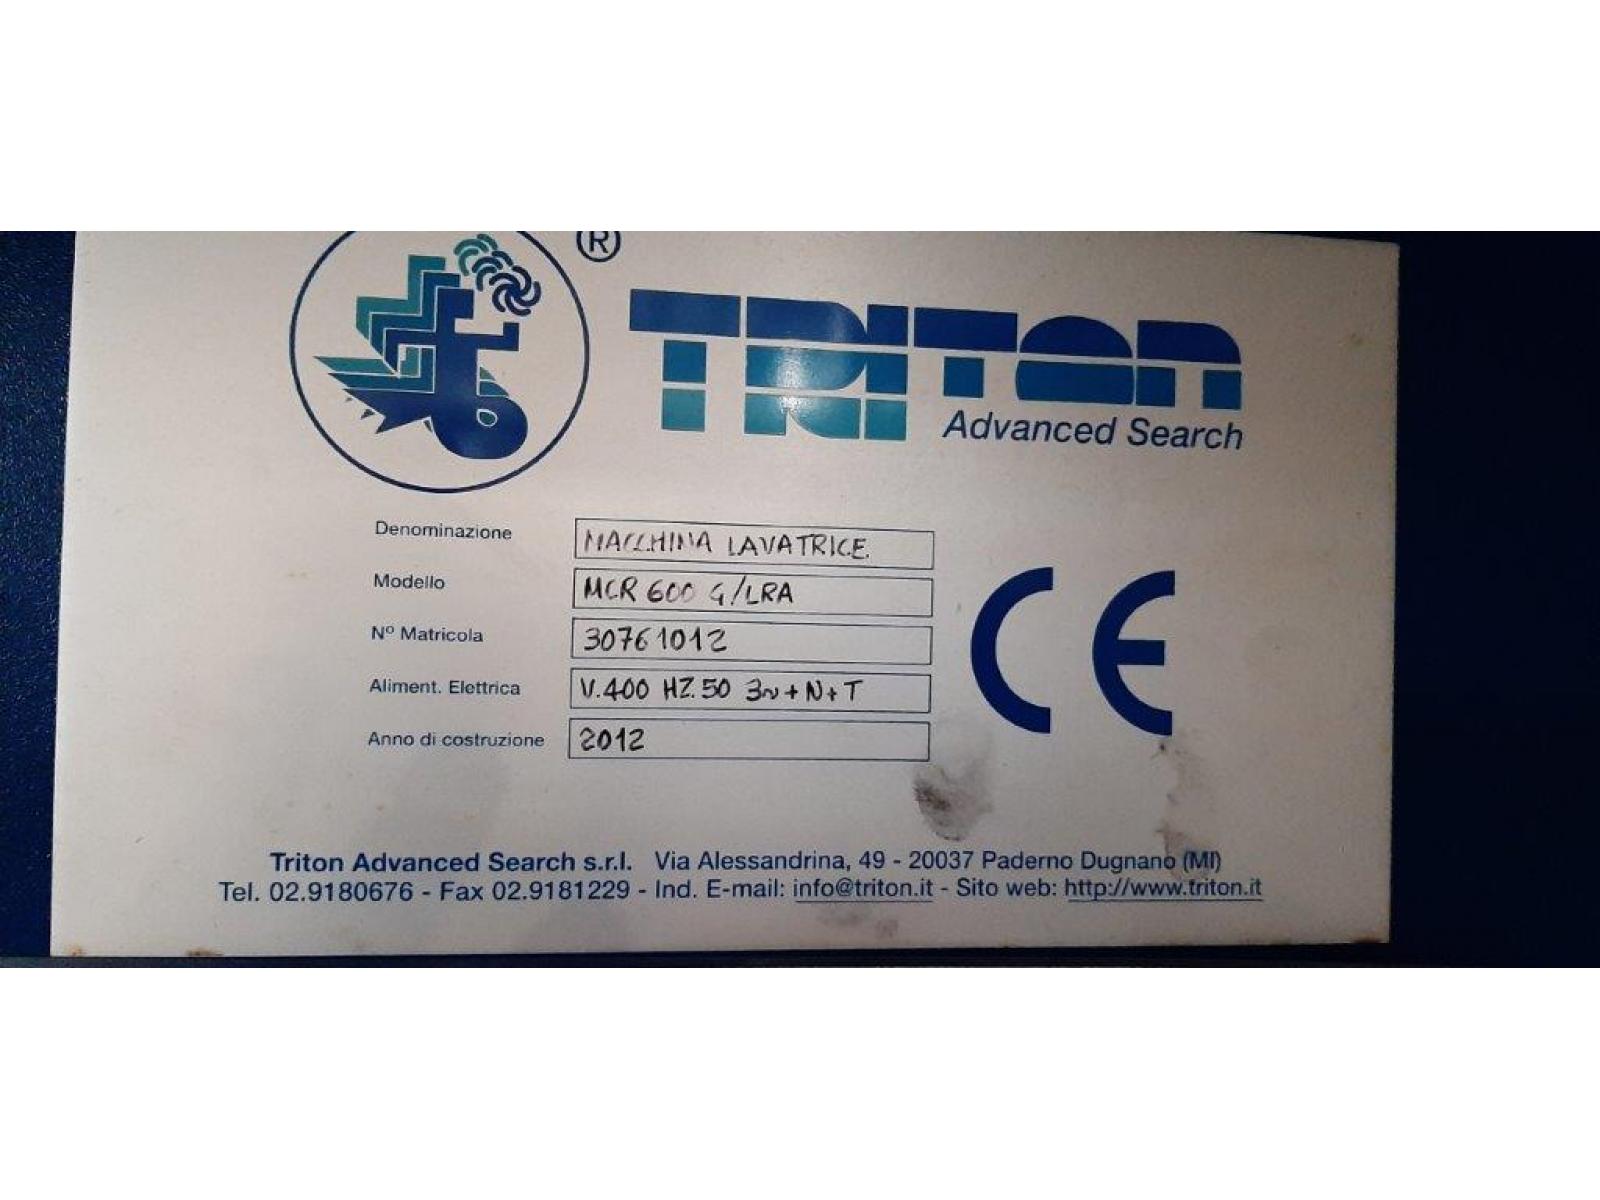 ®
TRITON
Advanced Search
Denominazione MACCHINA LAVATRICE.
Modello MCR 600 G/LRA
Nº Matricola 30761012
Aliment. Elettrica V.400 HZ.50 3~+N+T
Anno di costruzione 2012
CE
Triton Advanced Search s.r.l. Via Alessandrina, 49 - 20037 Paderno Dugnano (MI)
Tel. 02.9180676 - Fax 02.9181229 - Ind. E-mail: info@triton.it - Sito web: http://www.triton.it